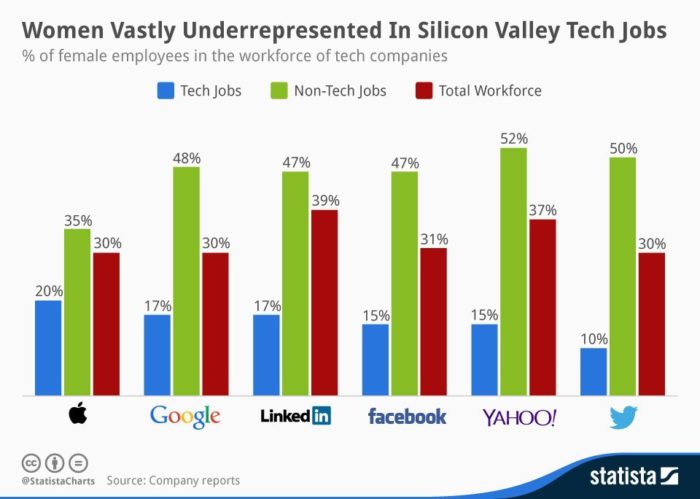 Women Vastly Underrepresented In Silicon Valley Tech Jobs
% of female employees in the workforce of tech companies
Tech Jobs Non-Tech Jobs Total Workforce
20% 35% 30% 17% 48% 30% 17% 47% 39% 15% 47% 31% 15% 52% 37% 10% 50% 30%
Google Linked in facebook YAHOO!
@StatistaCharts Source: Company reports
statista